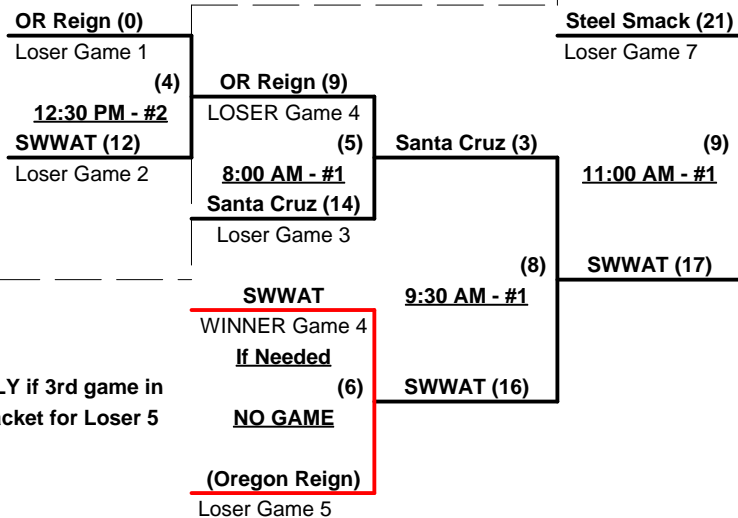 OR Reign (0)
Steel Smack (21)
Loser Game 1
Loser Game 7
(4)
OR Reign (9)
12:30 PM - #2
LOSER Game 4
SWWAT (12)
(5)
Santa Cruz (3)
(9)
Loser Game 2
8:00 AM - #1
11:00 AM - #1
Santa Cruz (14)
Loser Game 3
(8)
SWWAT (17)
SWWAT
9:30 AM - #1
WINNER Game 4
If Needed
LY if 3rd game in
(6)
SWWAT (16)
acket for Loser 5
NO GAME
(Oregon Reign)
Loser Game 5